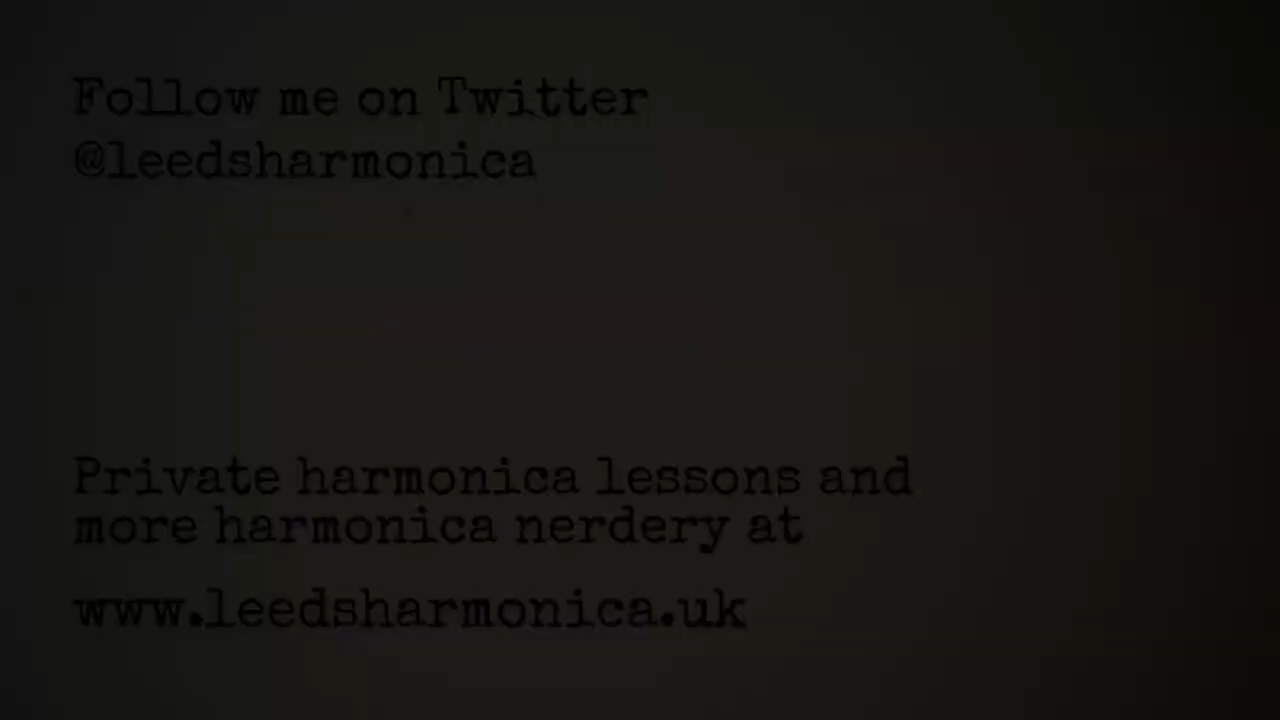 Follow me on Twitter
@leedsharmonica
Private harmonica lessons and
more harmonica nerdery at
www.leedsharmonica.uk